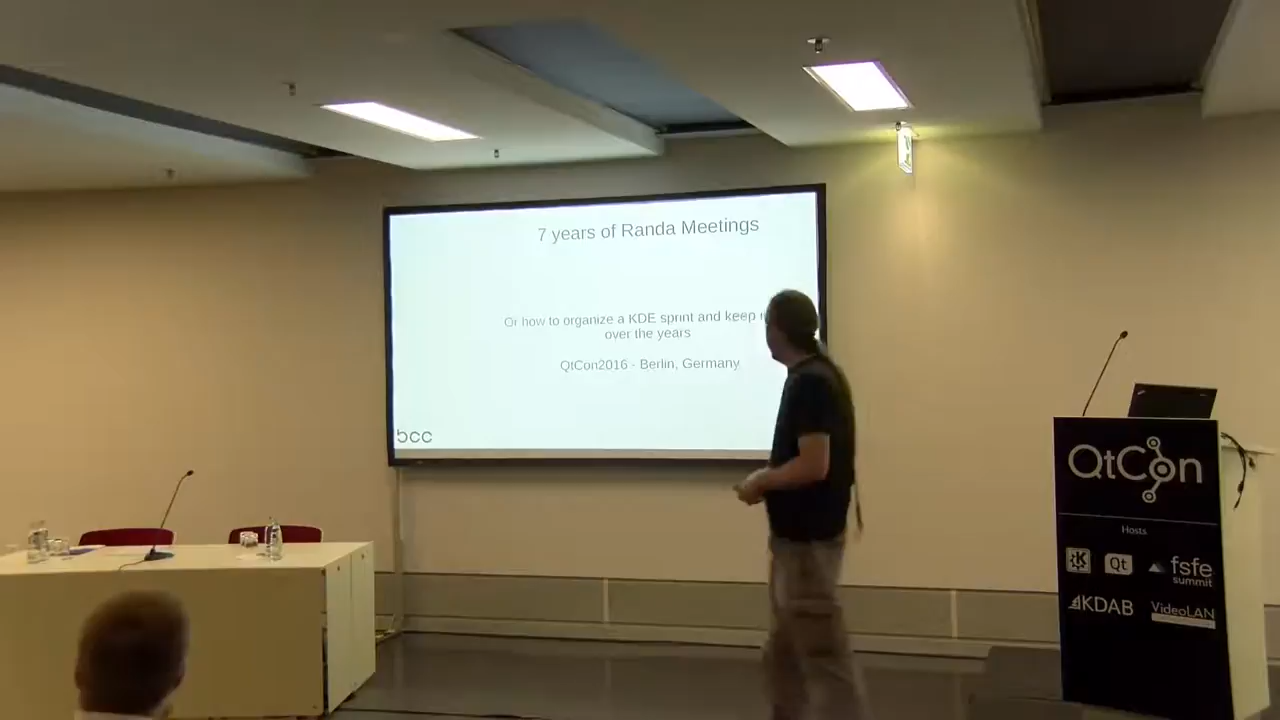 7 years of Randa Meetings
Or how to organize a KDE sprint and keep
over the years
QtCon2016 - Berlin, Germany
bcc
QtCon
Hosts
K
Qt
fsfe
summit
KDAB
VideoLAN